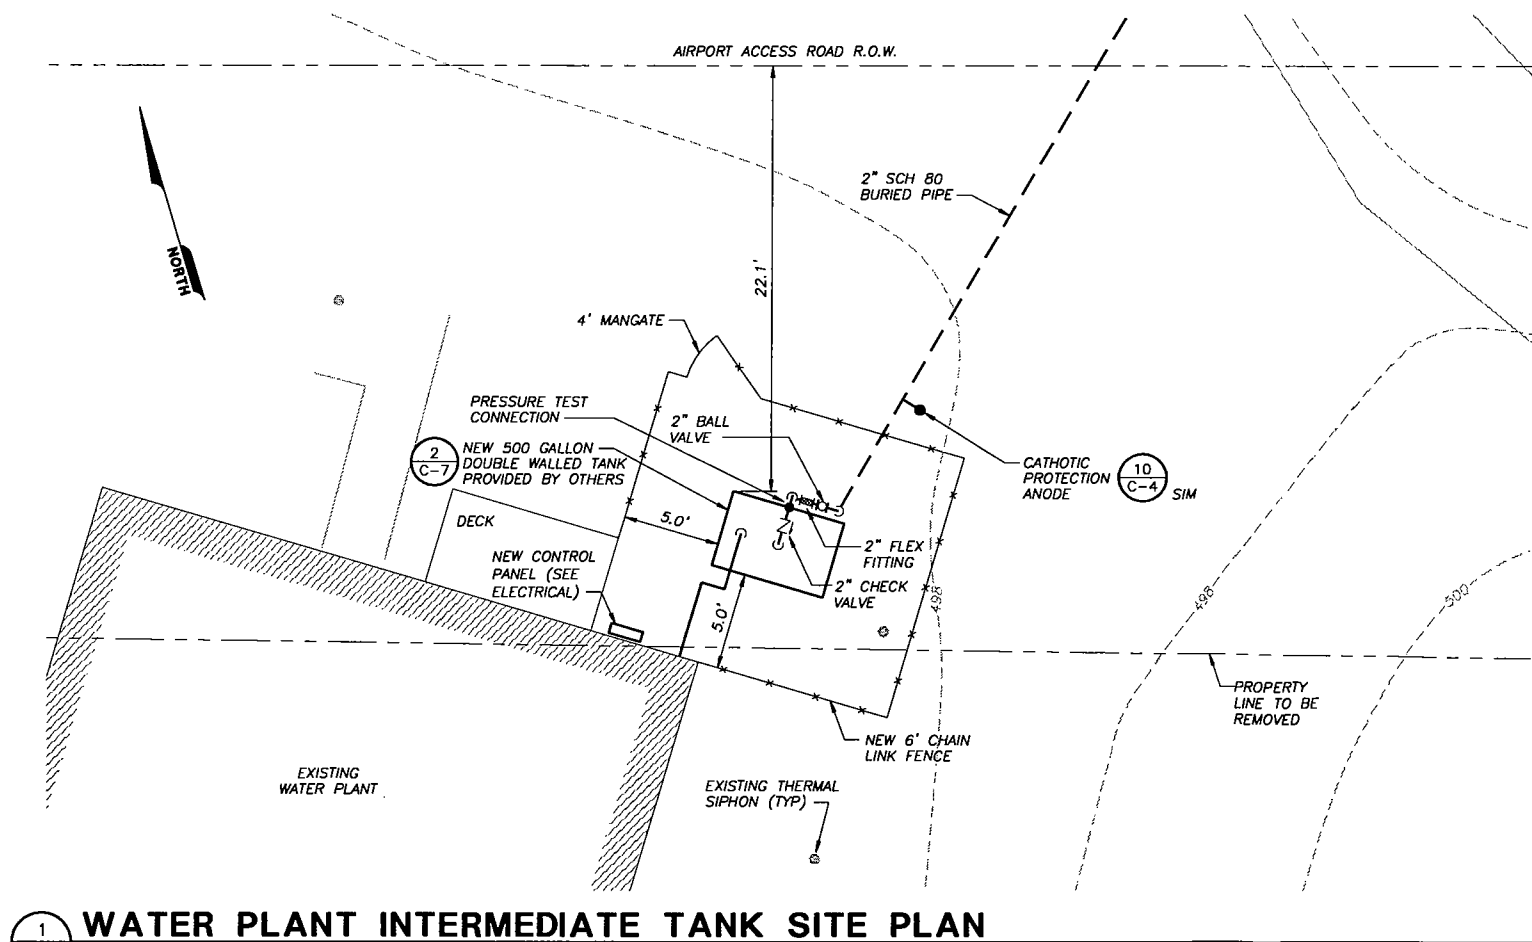 AIRPORT ACCESS ROAD R.O.W.
2" SCH 80
BURIED PIPE
NORTH
22.1'
4' MANGATE
PRESSURE TEST
CONNECTION
2" BALL
VALVE
2
C-7
NEW 500 GALLON
DOUBLE WALLED TANK
PROVIDED BY OTHERS
CATHOTIC
PROTECTION
ANODE
10
C-4
SIM
DECK
5.0'
NEW CONTROL
PANEL (SEE
ELECTRICAL)
2" FLEX
FITTING
2" CHECK
VALVE
5.0'
498
498
500
PROPERTY
LINE TO BE
REMOVED
NEW 6' CHAIN
LINK FENCE
EXISTING
WATER PLANT
EXISTING THERMAL
SIPHON (TYP)
1
WATER PLANT INTERMEDIATE TANK SITE PLAN